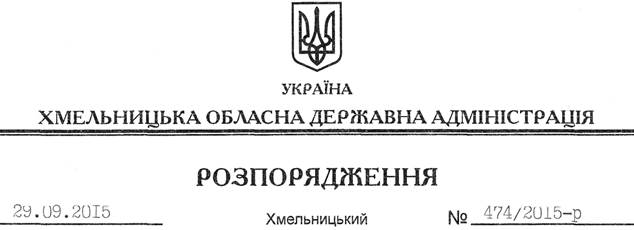 УКРАЇНА
ХМЕЛЬНИЦЬКА ОБЛАСНА ДЕРЖАВНА АДМІНІСТРАЦІЯ
РОЗПОРЯДЖЕННЯ
29.09.2015 Хмельницький № 474/2015-р